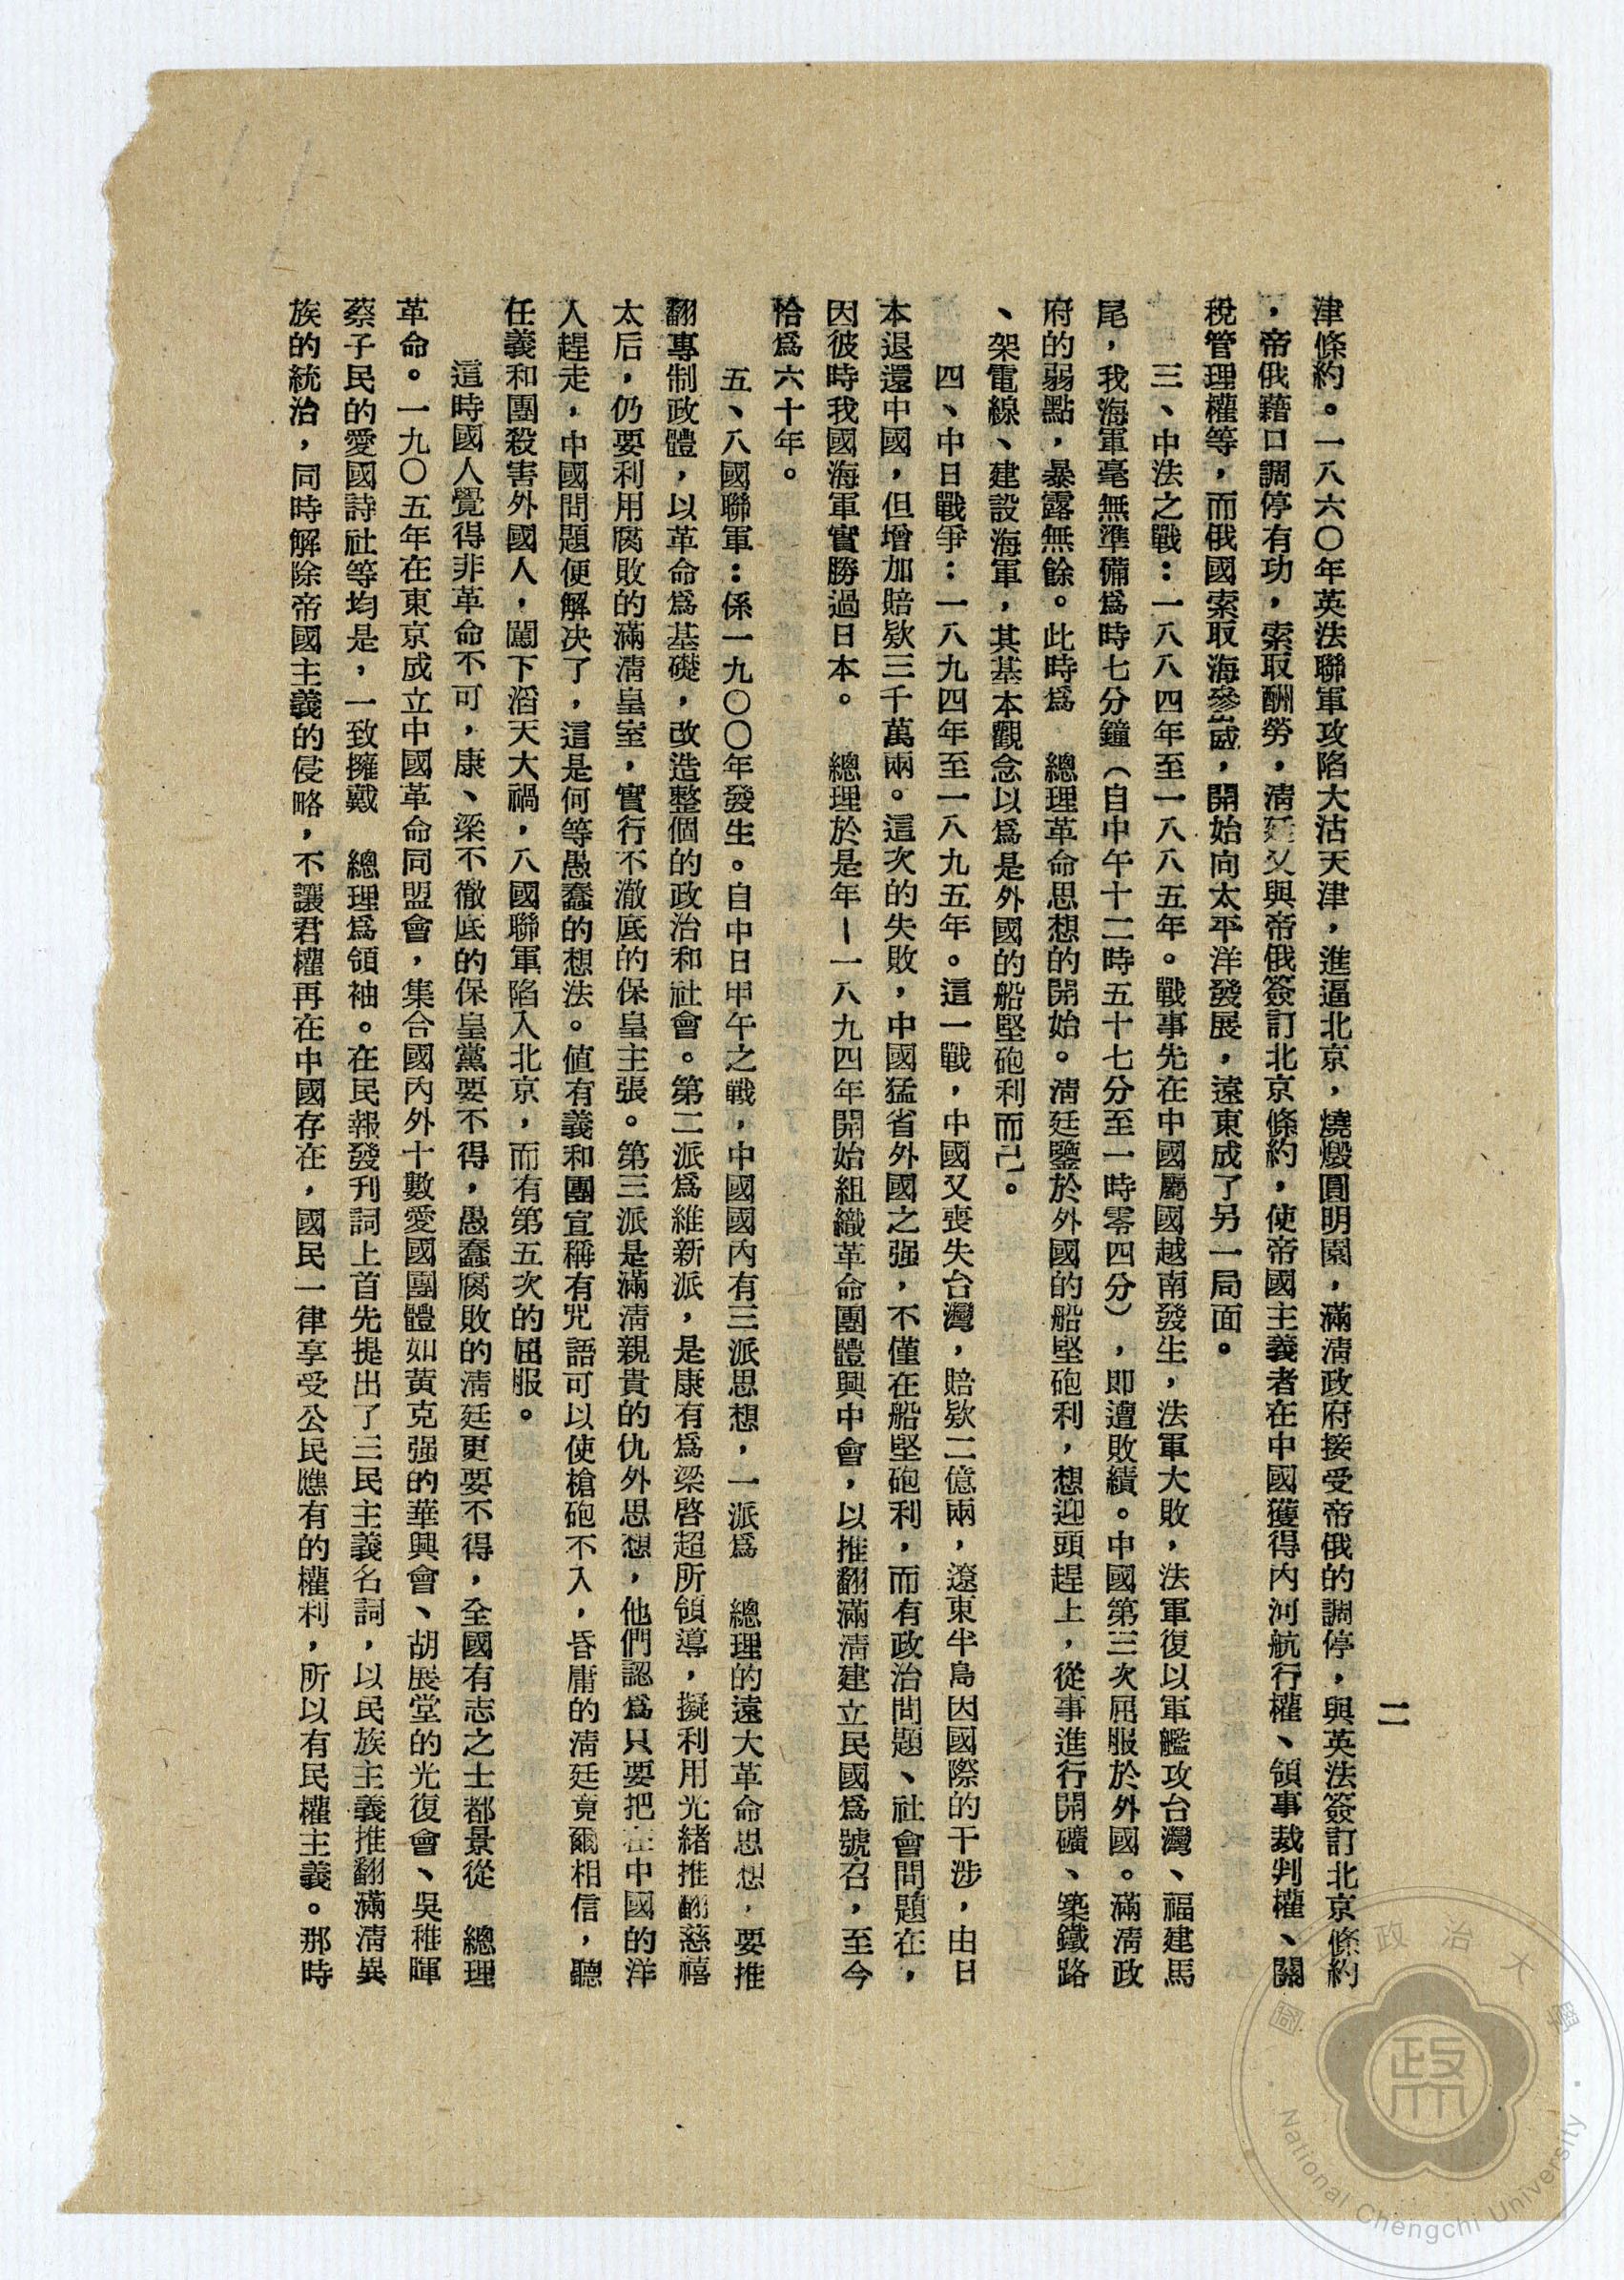 二
津條約。一八六〇年英法聯軍攻陷大沽天津，進逼北京，燒燬圓明園，滿清政府接受帝俄的調停，與英法簽訂北京條約
，帝俄藉口調停有功，索取酬勞，清廷又與帝俄簽訂北京條約，使帝國主義者在中國獲得內河航行權、領事裁判權、關
稅管理權等，而俄國索取海參崴，開始向太平洋發展，遠東成了另一局面。
三、中法之戰：一八八四年至一八八五年。戰事先在中國屬國越南發生，法軍大敗，法軍復以軍艦攻台灣、福建馬
尾，我海軍毫無準備爲時七分鐘（自中午十二時五十七分至一時零四分），即遭敗績。中國第三次屈服於外國。滿清政
府的弱點，暴露無餘。此時爲　總理革命思想的開始。清廷鑒於外國的船堅砲利，想迎頭趕上，從事進行開礦、築鐵路
、架電線、建設海軍，其基本觀念以爲是外國的船堅砲利而已。
四、中日戰爭：一八九四年至一八九五年。這一戰，中國又喪失台灣，賠欵二億兩，遼東半島因國際的干涉，由日
本退還中國，但增加賠欵三千萬兩。這次的失敗，中國猛省外國之强，不僅在船堅砲利，而有政治問題、社會問題在，
因彼時我國海軍實勝過日本。　總理於是年－一八九四年開始組織革命團體興中會，以推翻滿清建立民國爲號召，至今
恰爲六十年。
五、八國聯軍：係一九〇〇年發生。自中日甲午之戰，中國國內有三派思想，一派爲　總理的遠大革命思想，要推
翻專制政體，以革命爲基礎，改造整個的政治和社會。第二派爲維新派，是康有爲梁啓超所領導，擬利用光緒推翻慈禧
太后，仍要利用腐敗的滿清皇室，實行不澈底的保皇主張。第三派是滿清親貴的仇外思想，他們認爲只要把在中國的洋
人趕走，中國問題便解决了，這是何等愚蠢的想法。値有義和團宣稱有咒語可以使槍砲不入，昏庸的清廷竟爾相信，聽
任義和團殺害外國人，闖下滔天大禍，八國聯軍陷入北京，而有第五次的屈服。
這時國人覺得非革命不可，康、梁不徹底的保皇黨要不得，愚蠢腐敗的清廷更要不得，全國有志之士都景從　總理
革命。一九〇五年在東京成立中國革命同盟會，集合國內外十數愛國團體如黃克强的華興會、胡展堂的光復會、吳稚暉
蔡孑民的愛國詩社等均是，一致擁戴　總理爲領袖。在民報發刊詞上首先提出了三民主義名詞，以民族主義推翻滿清異
族的統治，同時解除帝國主義的侵略，不讓君權再在中國存在，國民一律享受公民應有的權利，所以有民權主義。那時
國立政治大學
政
National Chengchi University